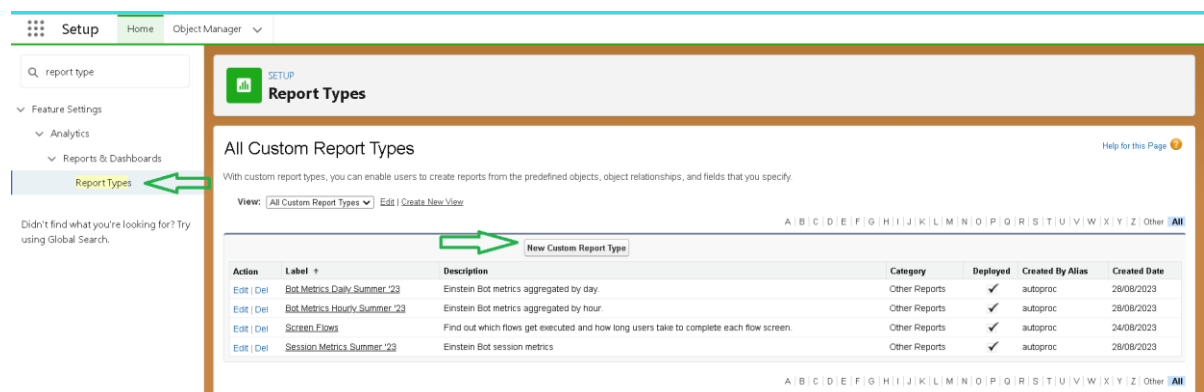 Setup Home Object Manager
report type
Feature Settings
Analytics
Reports & Dashboards
Report Types
Didn't find what you're looking for? Try
using Global Search.
SETUP
Report Types
All Custom Report Types
Help for this Page
With custom report types, you can enable users to create reports from the predefined objects, object relationships, and fields that you specify.
View: All Custom Report Types Edit | Create New View
A | B | C | D | E | F | G | H | I | J | K | L | M | N | O | P | Q | R | S | T | U | V | W | X | Y | Z | Other All
New Custom Report Type
Action Label Description Category Deployed Created By Alias Created Date
Edit | Del Bot Metrics Daily Summer '23 Einstein Bot metrics aggregated by day. Other Reports autoproc 28/08/2023
Edit | Del Bot Metrics Hourly Summer '23 Einstein Bot metrics aggregated by hour. Other Reports autoproc 28/08/2023
Edit | Del Screen Flows Find out which flows get executed and how long users take to complete each flow screen. Other Reports autoproc 24/08/2023
Edit | Del Session Metrics Summer '23 Einstein Bot session metrics Other Reports autoproc 28/08/2023
A | B | C | D | E | F | G | H | I | J | K | L | M | N | O | P | Q | R | S | T | U | V | W | X | Y | Z | Other All